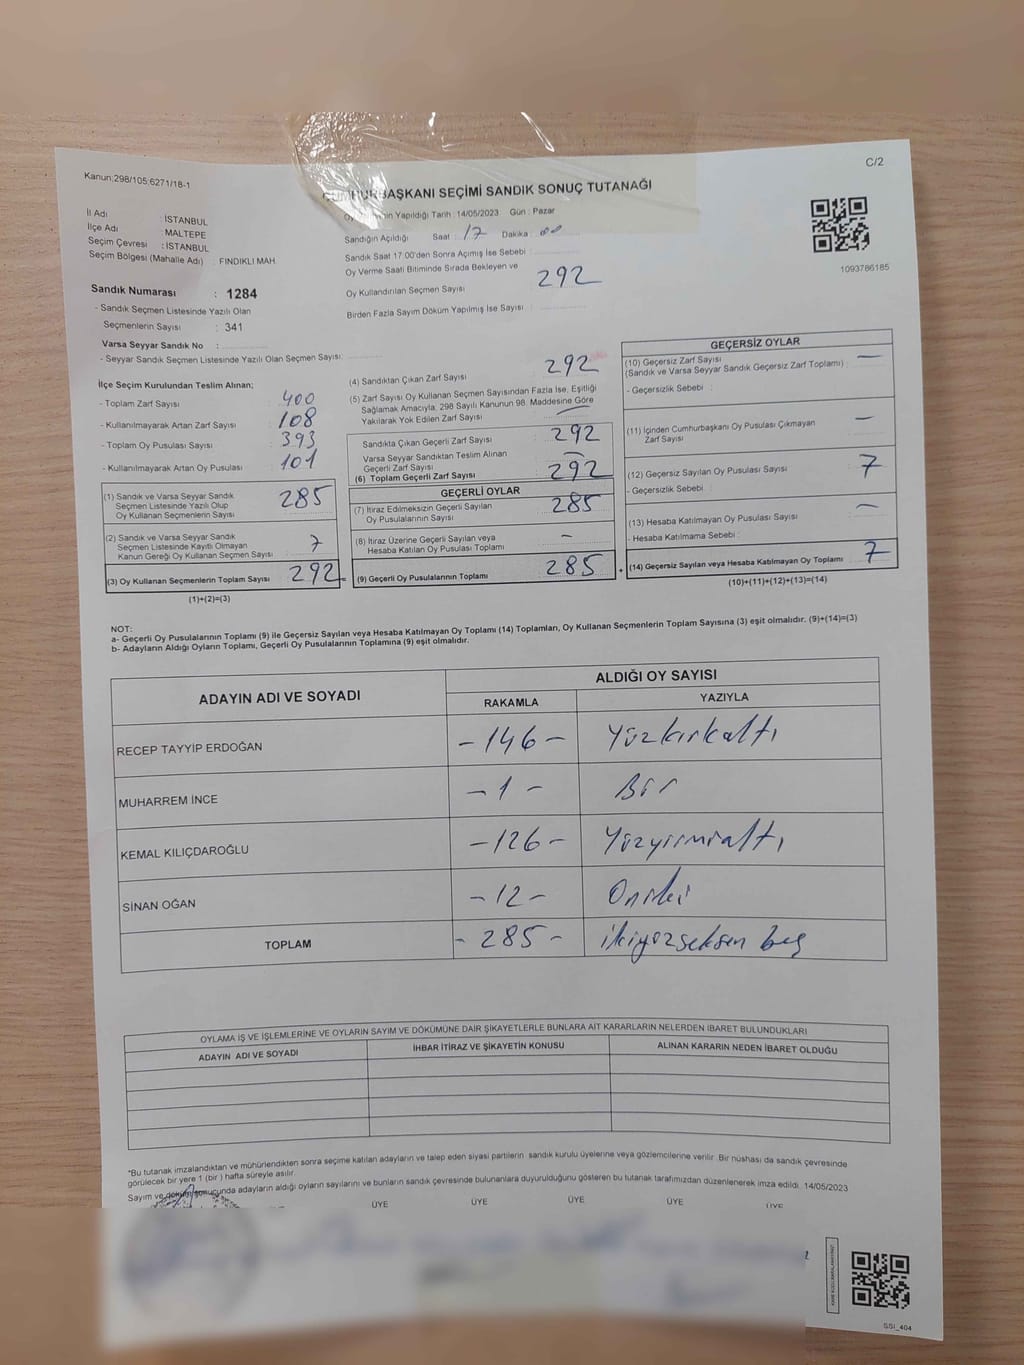 C/2
Kanun;298/105;6271/18-1
CUMHURBAŞKANI SEÇİMİ SANDIK SONUÇ TUTANAĞI
Yapıldığı Tarih : 14/05/2023 Gün : Pazar
İl Adı : İSTANBUL
İlçe Adı : MALTEPE
Seçim Çevresi : İSTANBUL
Seçim Bölgesi (Mahalle Adı) : FINDIKLI MAH.
Sandığın Açıldığı Saat : 17 Dakika : 00
Sandık Saat 17:00'den Sonra Açımış İse Sebebi :
Oy Verme Saati Bitiminde Sırada Bekleyen ve
Oy Kullandırılan Seçmen Sayısı 292
Birden Fazla Sayım Döküm Yapılmış İse Sayısı :
1093786185
Sandık Numarası : 1284
- Sandık Seçmen Listesinde Yazılı Olan
Seçmenlerin Sayısı : 341
Varsa Seyyar Sandık No :
- Seyyar Sandık Seçmen Listesinde Yazılı Olan Seçmen Sayısı:
İlçe Seçim Kurulundan Teslim Alınan;
- Toplam Zarf Sayısı : 400
- Kullanılmayarak Artan Zarf Sayısı : 108
- Toplam Oy Pusulası Sayısı : 393
- Kullanılmayarak Artan Oy Pusulası : 101
(1) Sandık ve Varsa Seyyar Sandık
Seçmen Listesinde Yazılı Olup
Oy Kullanan Seçmenlerin Sayısı 285
(2) Sandık ve Varsa Seyyar Sandık
Seçmen Listesinde Kayıtlı Olmayan
Kanun Gereği Oy Kullanan Seçmen Sayısı 7
(3) Oy Kullanan Seçmenlerin Toplam Sayısı 292
(1)+(2)=(3)
(4) Sandıktan Çıkan Zarf Sayısı : 292
(5) Zarf Sayısı Oy Kullanan Seçmen Sayısından Fazla İse, Eşitliği
Sağlamak Amacıyla, 298 Sayılı Kanunun 98. Maddesine Göre
Yakılarak Yok Edilen Zarf Sayısı : —
Sandıkta Çıkan Geçerli Zarf Sayısı : 292
Varsa Seyyar Sandıktan Teslim Alınan
Geçerli Zarf Sayısı : —
(6) Toplam Geçerli Zarf Sayısı : 292
GEÇERLİ OYLAR
(7) İtiraz Edilmeksizin Geçerli Sayılan
Oy Pusulalarının Sayısı 285
(8) İtiraz Üzerine Geçerli Sayılan veya
Hesaba Katılan Oy Pusulası Toplamı —
(9) Geçerli Oy Pusulalarının Toplamı 285
GEÇERSİZ OYLAR
(10) Geçersiz Zarf Sayısı
(Sandık ve Varsa Seyyar Sandık Geçersiz Zarf Toplamı) : —
- Geçersizlik Sebebi :
(11) İçinden Cumhurbaşkanı Oy Pusulası Çıkmayan
Zarf Sayısı —
(12) Geçersiz Sayılan Oy Pusulası Sayısı 7
- Geçersizlik Sebebi :
(13) Hesaba Katılmayan Oy Pusulası Sayısı —
- Hesaba Katılmama Sebebi :
(14) Geçersiz Sayılan veya Hesaba Katılmayan Oy Toplamı 7
(10)+(11)+(12)+(13)=(14)
NOT:
a- Geçerli Oy Pusulalarının Toplamı (9) ile Geçersiz Sayılan veya Hesaba Katılmayan Oy Toplamı (14) Toplamları, Oy Kullanan Seçmenlerin Toplam Sayısına (3) eşit olmalıdır. (9)+(14)=(3)
b- Adayların Aldığı Oyların Toplamı, Geçerli Oy Pusulalarının Toplamına (9) eşit olmalıdır.
ADAYIN ADI VE SOYADI
ALDIĞI OY SAYISI
RAKAMLA YAZIYLA
RECEP TAYYİP ERDOĞAN -146- Yüzkırkaltı
MUHARREM İNCE -1- Bir
KEMAL KILIÇDAROĞLU -126- Yüzyirmialtı
SİNAN OĞAN -12- Oniki
TOPLAM -285- ikiyüzseksen beş
OYLAMA İŞ VE İŞLEMLERİNE VE OYLARIN SAYIM VE DÖKÜMÜNE DAİR ŞİKAYETLERLE BUNLARA AİT KARARLARIN NELERDEN İBARET BULUNDUKLARI
ADAYIN ADI VE SOYADI İHBAR İTİRAZ VE ŞİKAYETİN KONUSU ALINAN KARARIN NEDEN İBARET OLDUĞU
*Bu tutanak imzalandıktan ve mühürlendikten sonra seçime katılan adayların ve talep eden siyasi partilerin sandık kurulu üyelerine veya gözlemcilerine verilir. Bir nüshası da sandık çevresinde
görülecek bir yere 1 (bir) hafta süreyle asılır.
Sayım ve döküm sonucunda adayların aldığı oyların sayılarını ve bunların sandık çevresinde bulunanlara duyurulduğunu gösteren bu tutanak tarafımızdan düzenlenerek imza edildi. 14/05/2023
ÜYE ÜYE ÜYE ÜYE ÜYE
SSI_404